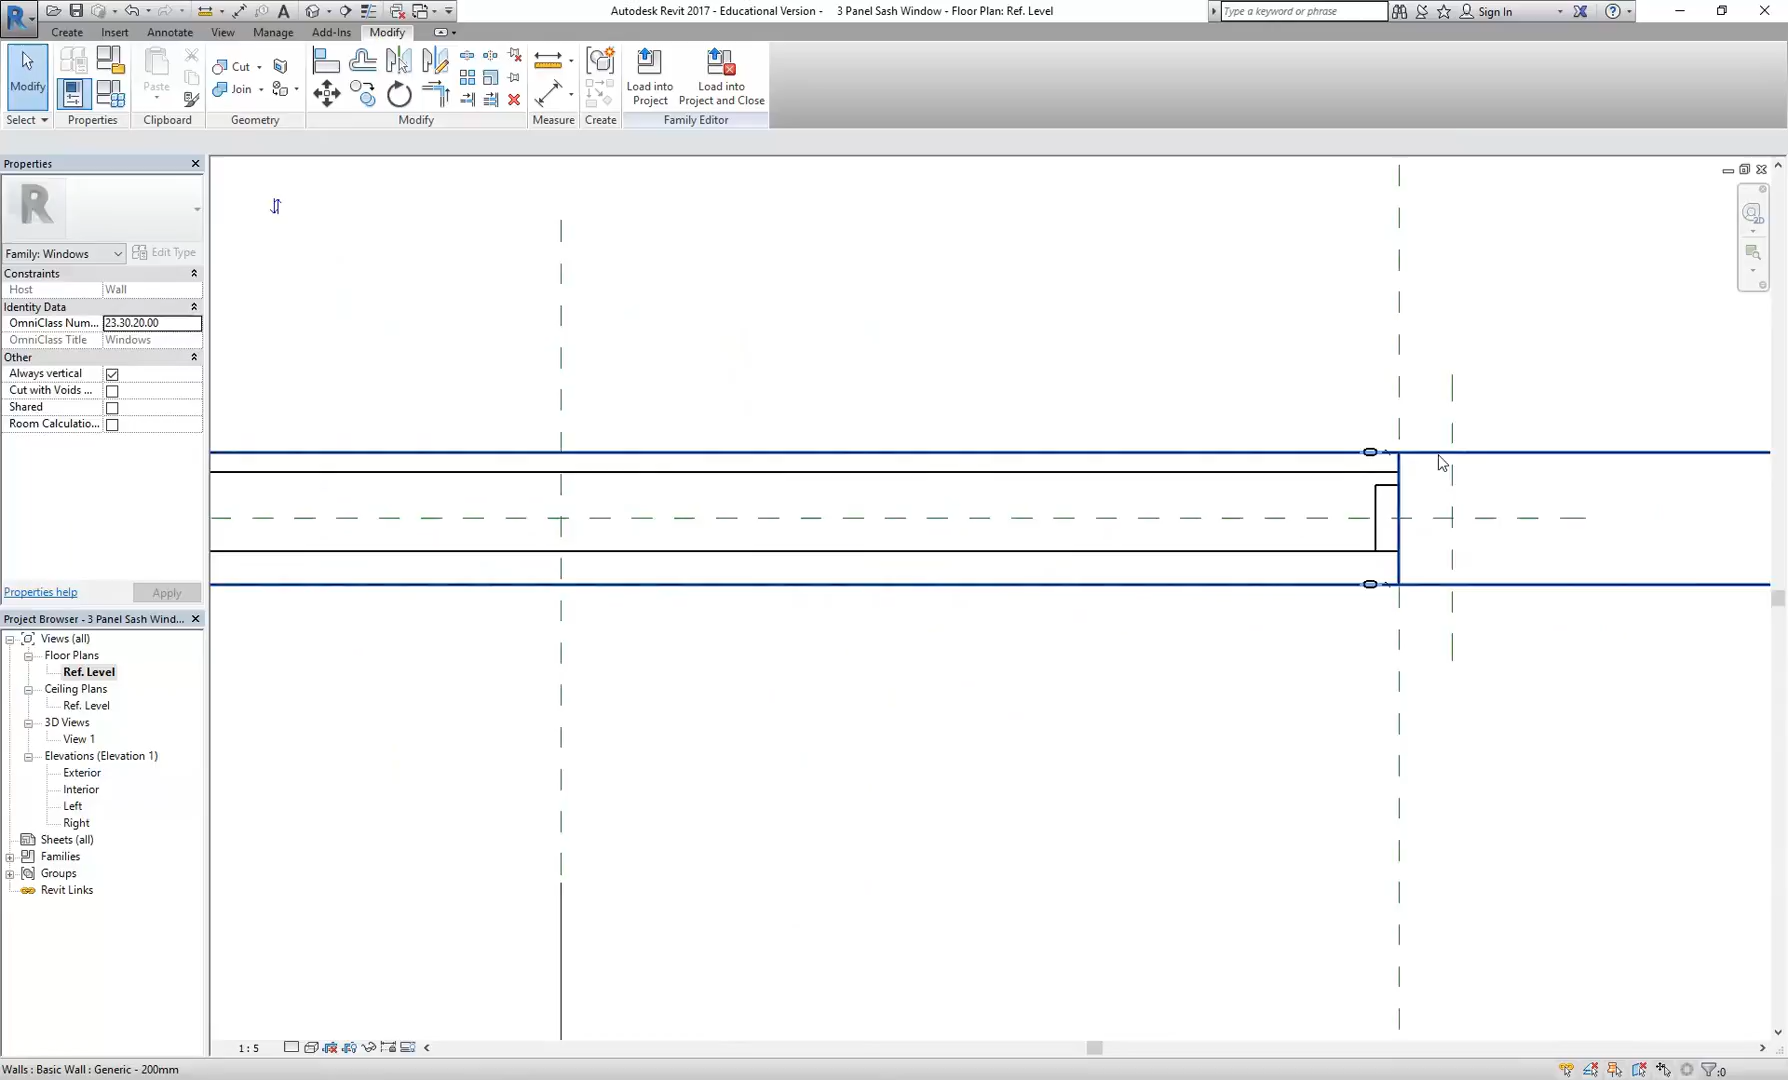 Autodesk Revit 2017 - Educational Version - 3 Panel Sash Window - Floor Plan: Ref. Level
Type a keyword or phrase
Sign In
Create
Insert
Annotate
View
Manage
Add-Ins
Modify
Modify
Paste
Cut
Join
Load into
Project
Load into
Project and Close
Select
Properties
Clipboard
Geometry
Modify
Measure
Create
Family Editor
Properties
R
Family: Windows
Edit Type
Constraints
Host
Wall
Identity Data
OmniClass Num...
23.30.20.00
OmniClass Title
Windows
Other
Always vertical
Cut with Voids ...
Shared
Room Calculatio...
Properties help
Apply
Project Browser - 3 Panel Sash Wind...
Views (all)
Floor Plans
Ref. Level
Ceiling Plans
Ref. Level
3D Views
View 1
Elevations (Elevation 1)
Exterior
Interior
Left
Right
Sheets (all)
Families
Groups
Revit Links
1 : 5
Walls : Basic Wall : Generic - 200mm
:0